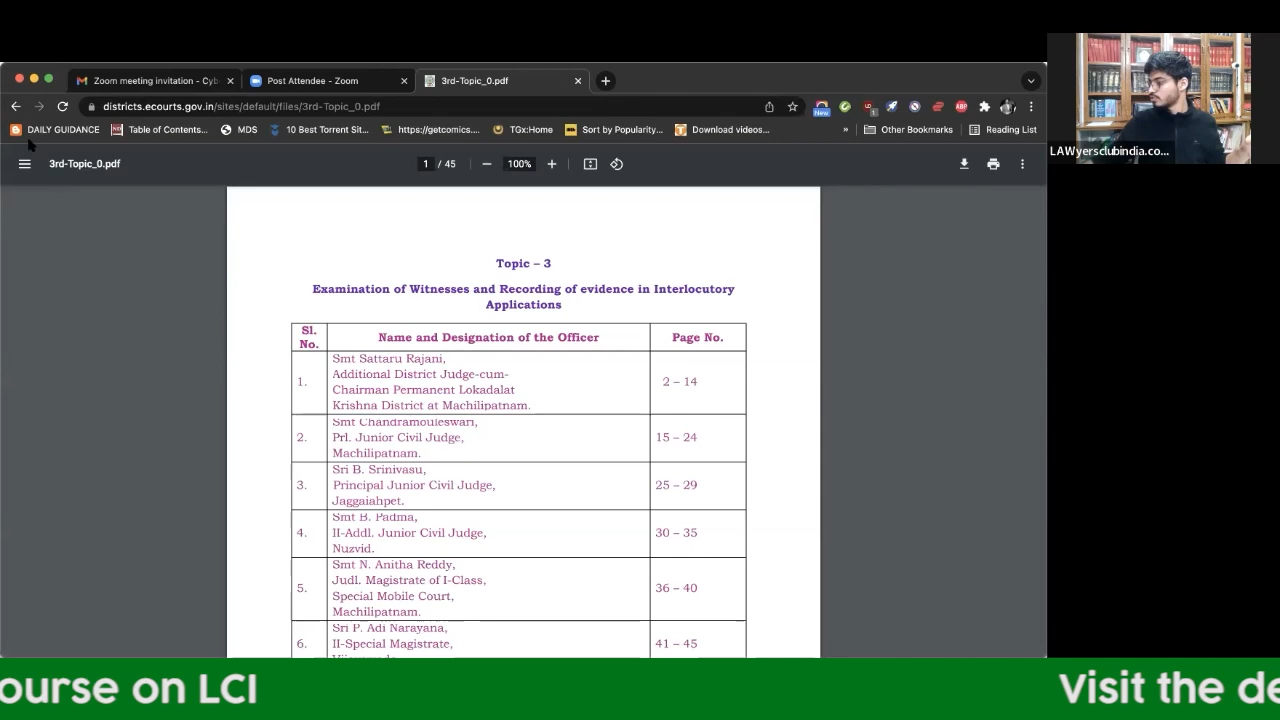 Zoom meeting invitation - Cyb
Post Attendee - Zoom
3rd-Topic_0.pdf
districts.ecourts.gov.in/sites/default/files/3rd-Topic_0.pdf
New
1
ABP
DAILY GUIDANCE
Table of Contents...
MDS
10 Best Torrent Sit...
https://getcomics....
TGx:Home
Sort by Popularity...
Download videos...
»
Other Bookmarks
Reading List
LAWyersclubindia.co...
3rd-Topic_0.pdf
1 / 45
100%
Topic – 3
Examination of Witnesses and Recording of evidence in Interlocutory
Applications
Sl.
No.
Name and Designation of the Officer
Page No.
1.
Smt Sattaru Rajani,
Additional District Judge-cum-
Chairman Permanent Lokadalat
Krishna District at Machilipatnam.
2 – 14
2.
Smt Chandramouleswari,
Prl. Junior Civil Judge,
Machilipatnam.
15 – 24
3.
Sri B. Srinivasu,
Principal Junior Civil Judge,
Jaggaiahpet.
25 – 29
4.
Smt B. Padma,
II-Addl. Junior Civil Judge,
Nuzvid.
30 – 35
5.
Smt N. Anitha Reddy,
Judl. Magistrate of I-Class,
Special Mobile Court,
Machilipatnam.
36 – 40
6.
Sri P. Adi Narayana,
II-Special Magistrate,
41 – 45
ourse on LCI
Visit the de